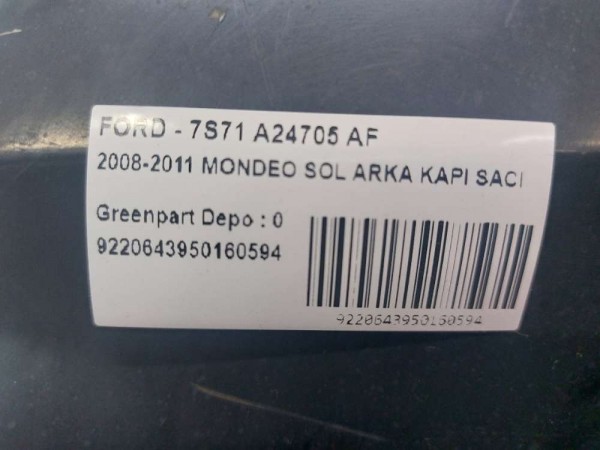 FORD - 7S71 A24705 AF
2008-2011 MONDEO SOL ARKA KAPI SACI
Greenpart Depo : 0
9220643950160594
9220643950160594